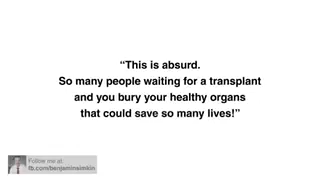 “This is absurd.
So many people waiting for a transplant
and you bury your healthy organs
that could save so many lives!”
Follow me at:
fb.com/benjaminsimkin